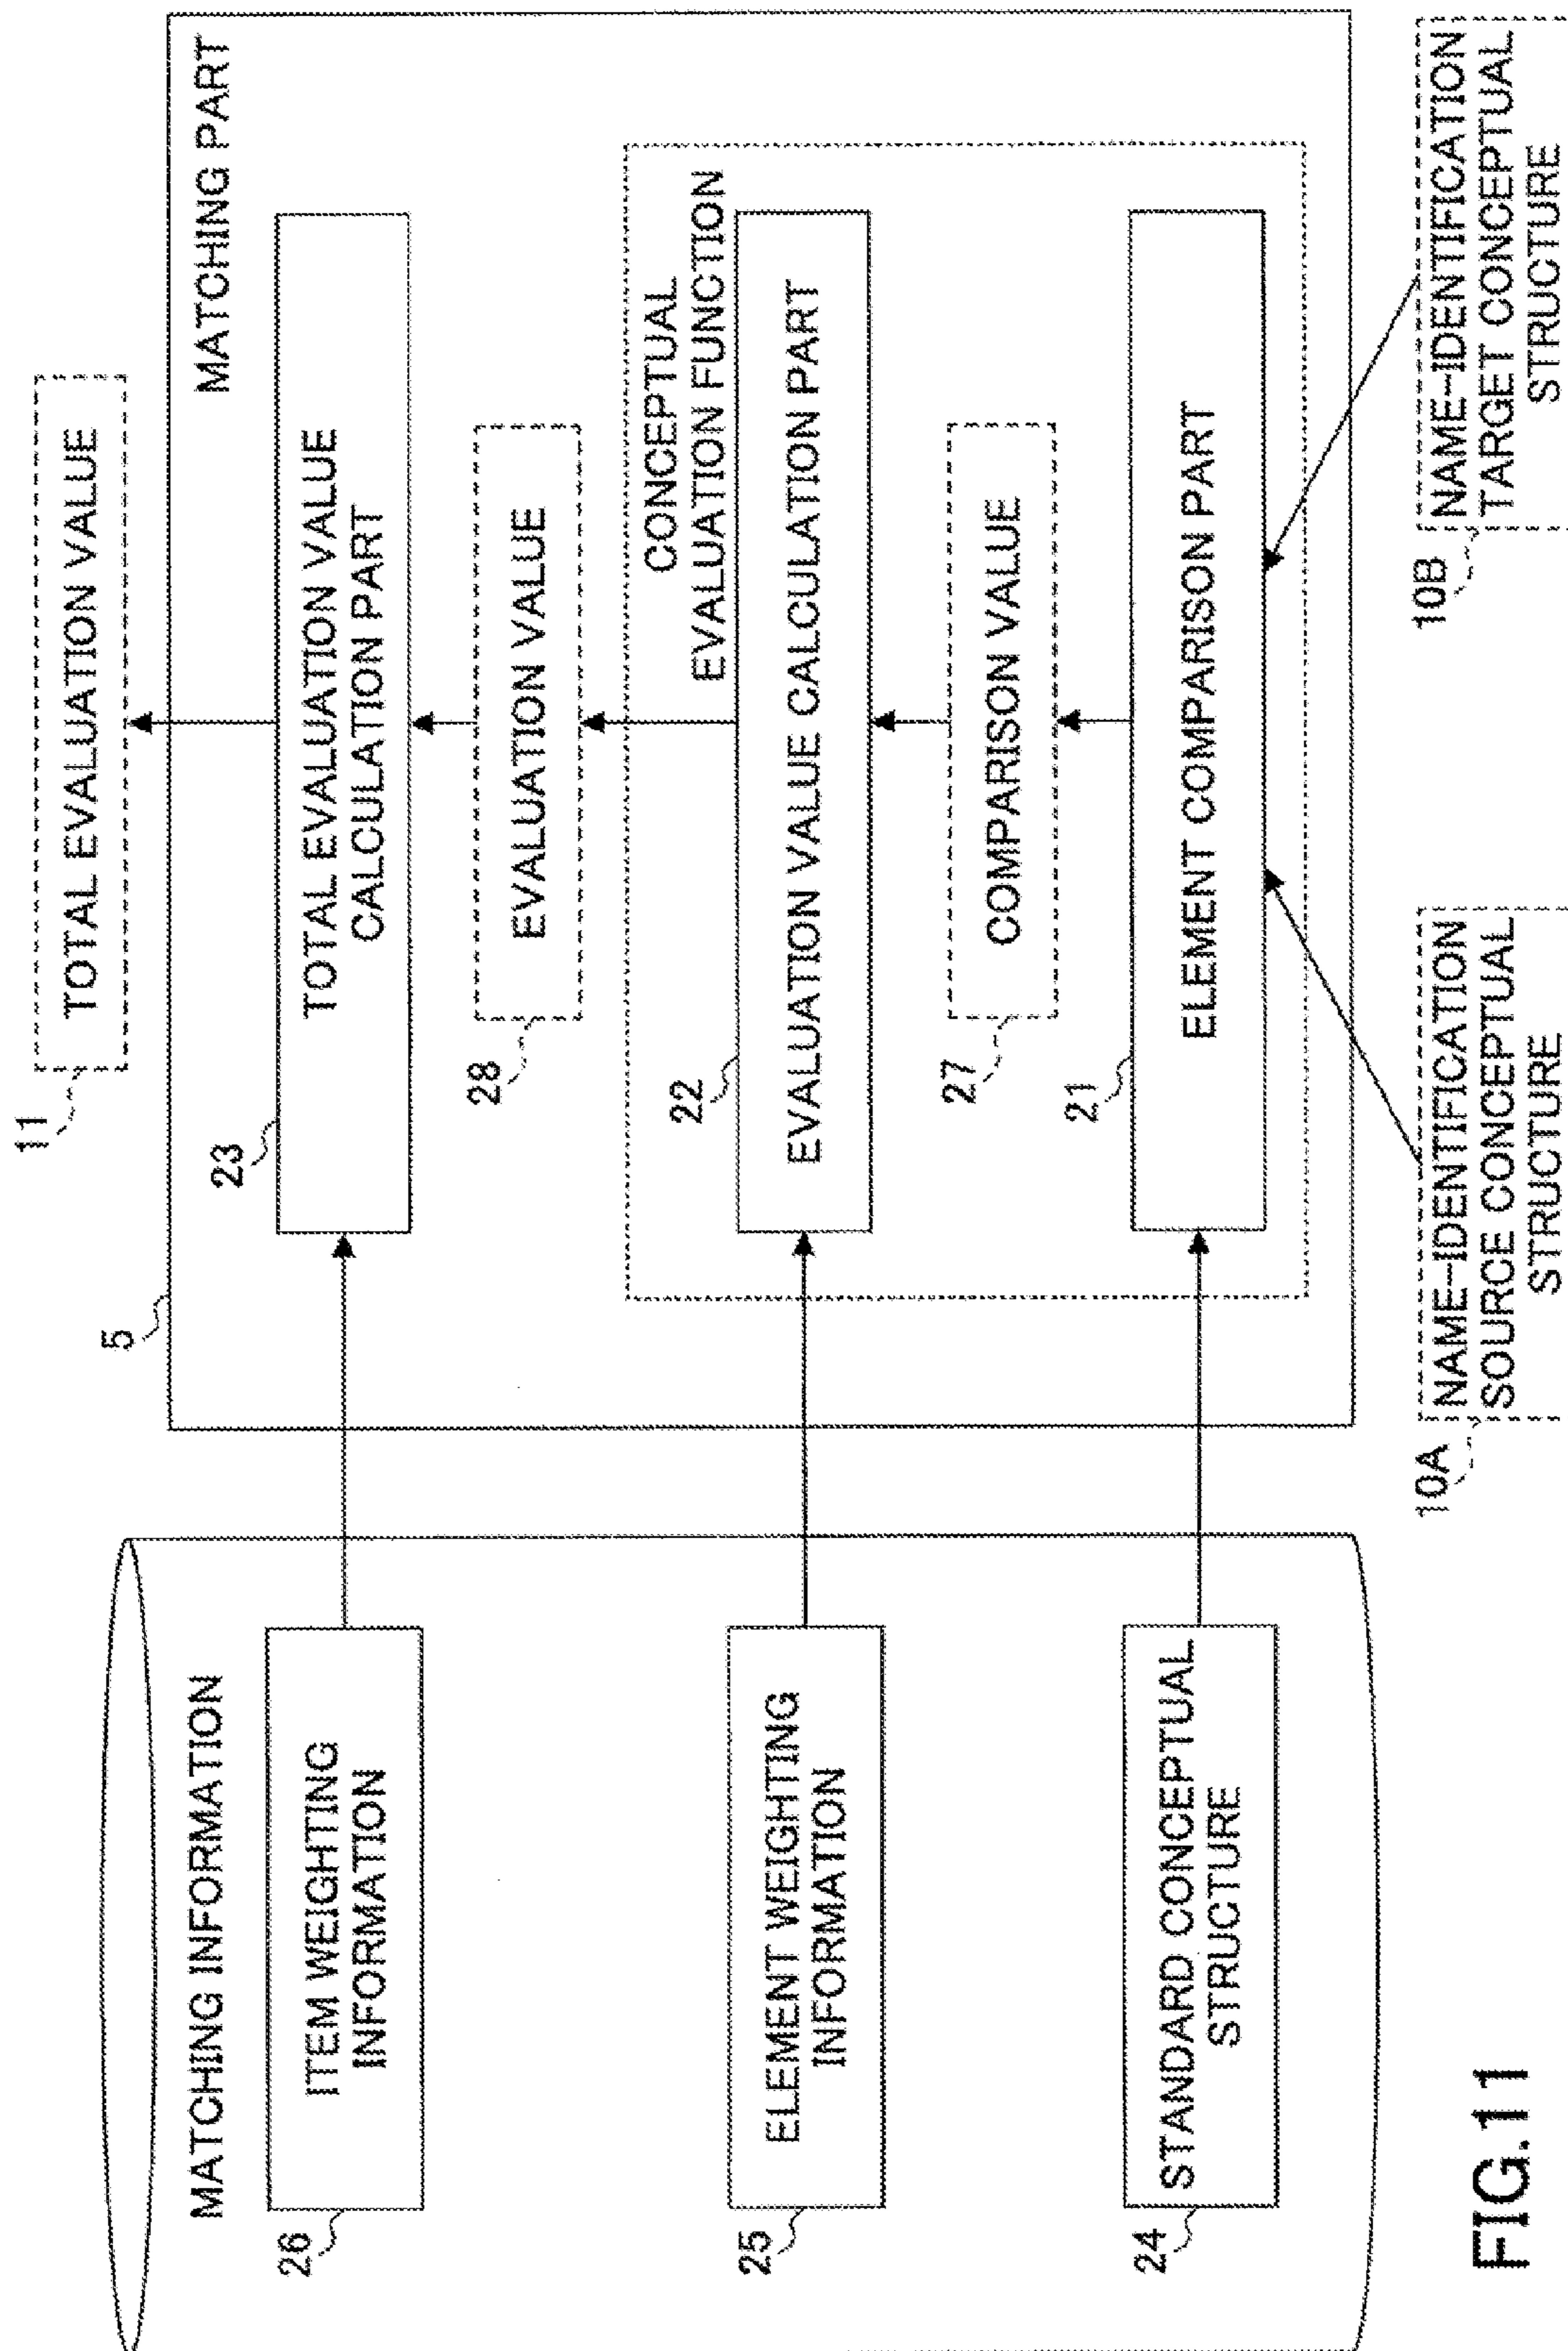 11
TOTAL EVALUATION VALUE
MATCHING INFORMATION
5
MATCHING PART
26
ITEM WEIGHTING
INFORMATION
23
TOTAL EVALUATION VALUE
CALCULATION PART
28
EVALUATION VALUE
CONCEPTUAL
EVALUATION FUNCTION
25
ELEMENT WEIGHTING
INFORMATION
22
EVALUATION VALUE CALCULATION PART
27
COMPARISON VALUE
24
STANDARD CONCEPTUAL
STRUCTURE
21
ELEMENT COMPARISON PART
10A
NAME-IDENTIFICATION
SOURCE CONCEPTUAL
STRUCTURE
10B
NAME-IDENTIFICATION
TARGET CONCEPTUAL
STRUCTURE
FIG.11